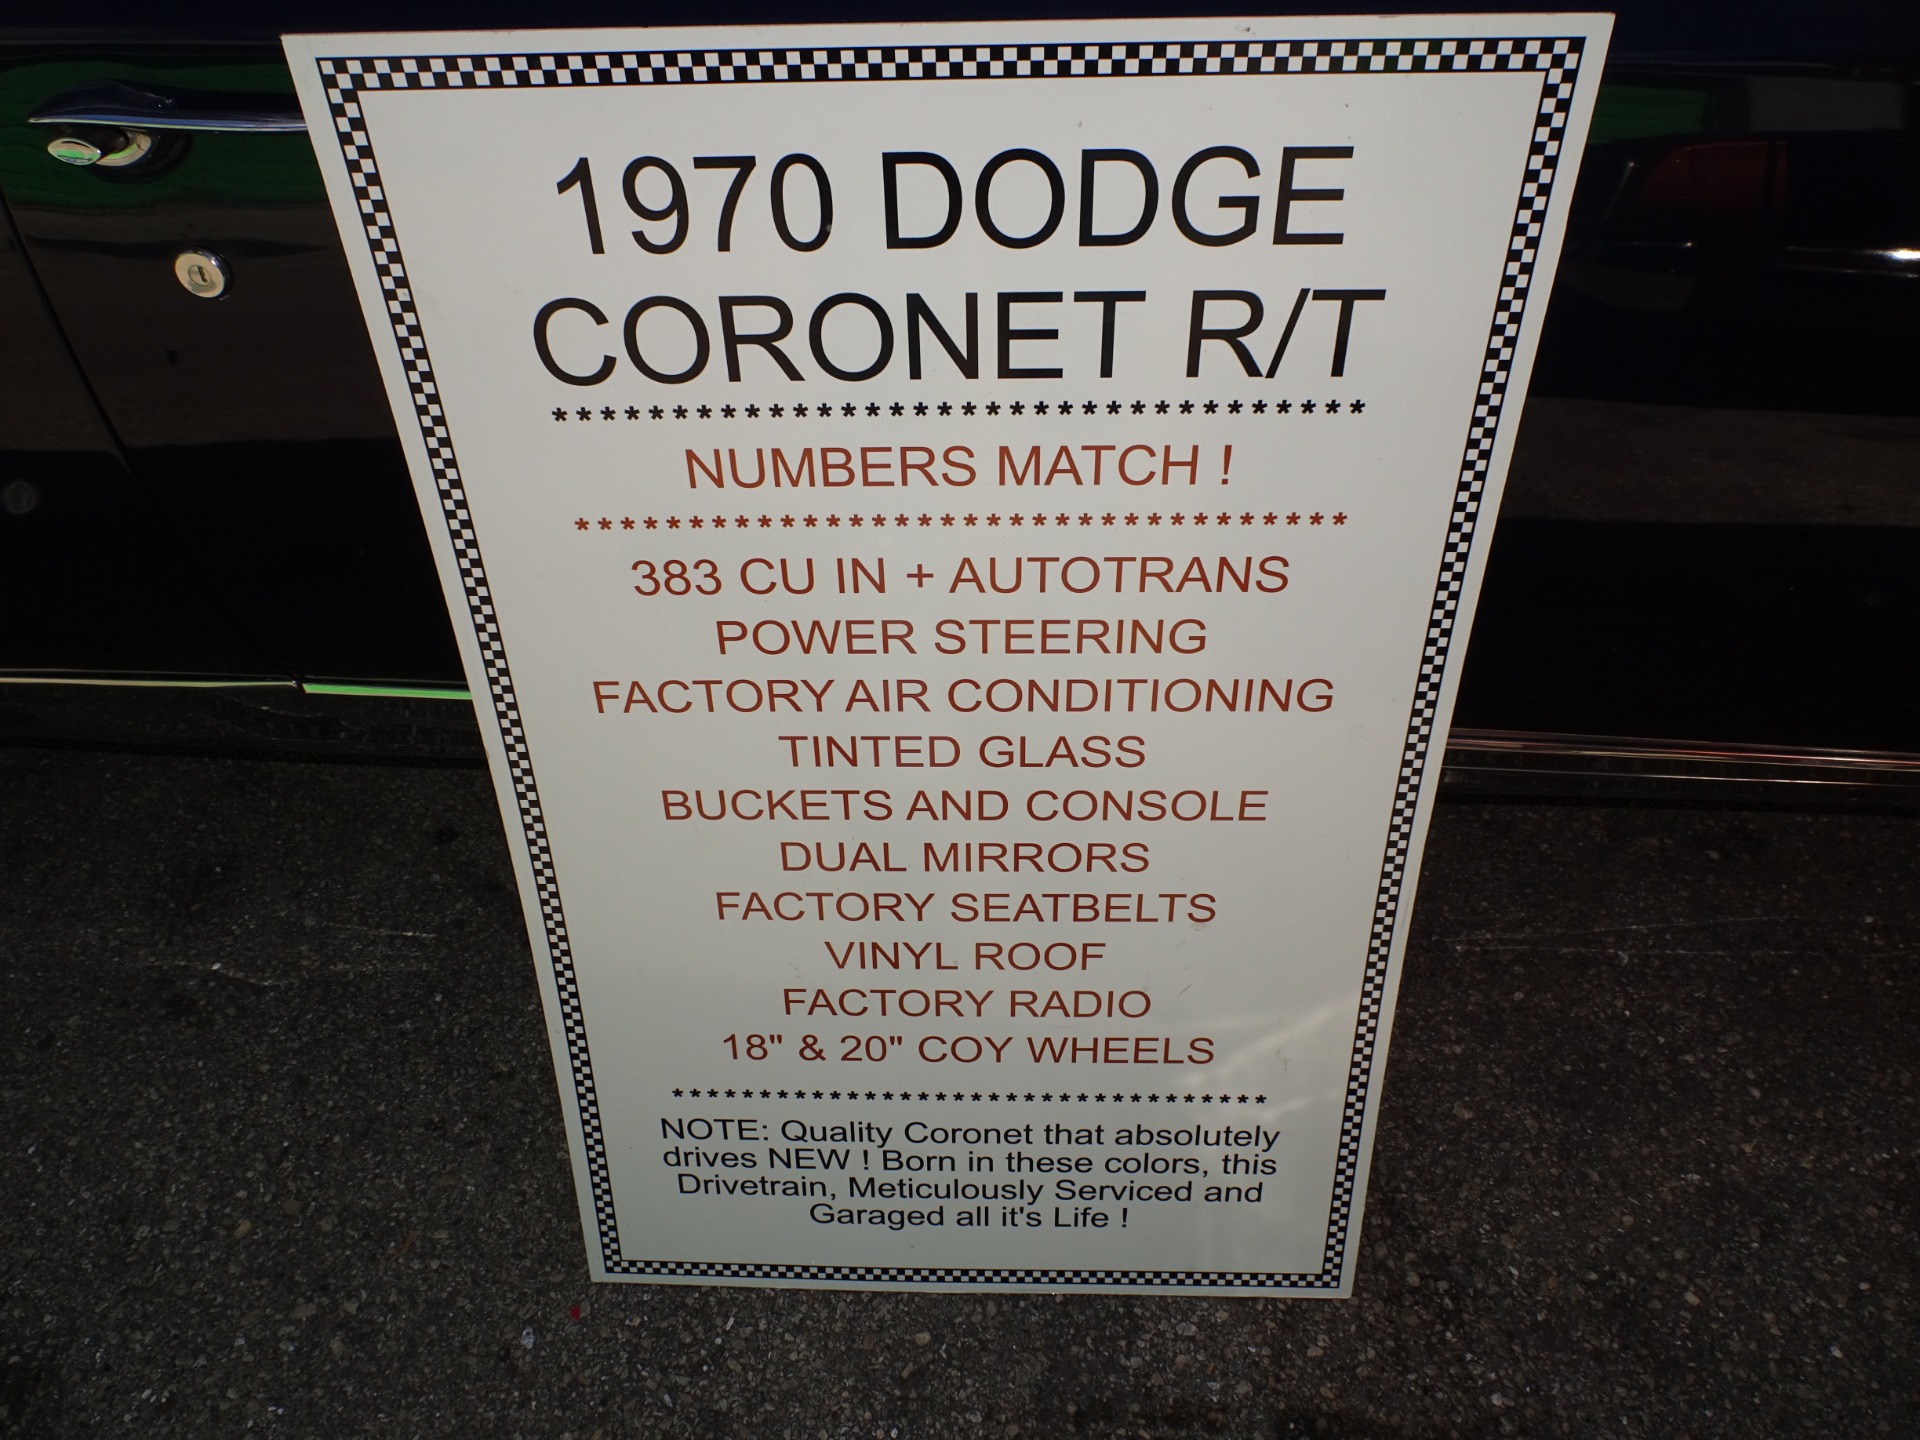 1970 DODGE
CORONET R/T
***********************************
NUMBERS MATCH !
***********************************
383 CU IN + AUTOTRANS
POWER STEERING
FACTORY AIR CONDITIONING
TINTED GLASS
BUCKETS AND CONSOLE
DUAL MIRRORS
FACTORY SEATBELTS
VINYL ROOF
FACTORY RADIO
18" & 20" COY WHEELS
***********************************
NOTE: Quality Coronet that absolutely
drives NEW ! Born in these colors, this
Drivetrain, Meticulously Serviced and
Garaged all it's Life !